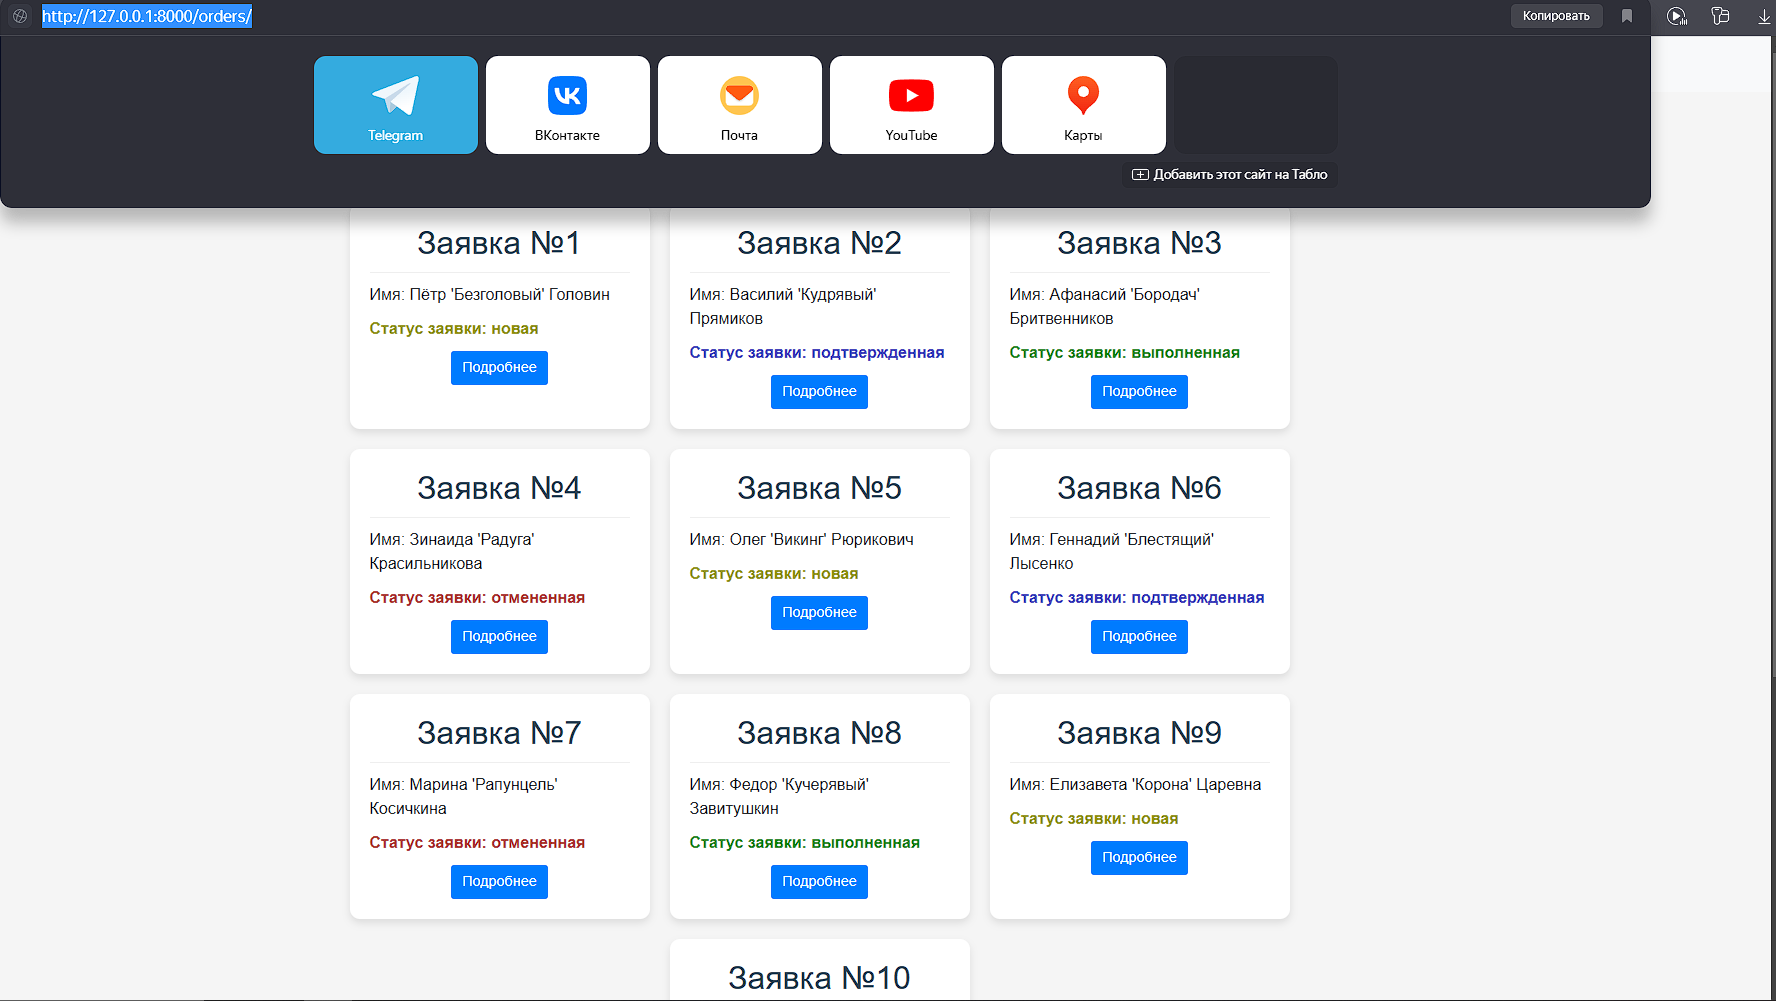 http://127.0.0.1:8000/orders/
Копировать
Telegram
ВКонтакте
Почта
YouTube
Карты
Добавить этот сайт на Табло
Заявка №1
Имя: Пётр 'Безголовый' Головин
Статус заявки: новая
Подробнее
Заявка №2
Имя: Василий 'Кудрявый'
Прямиков
Статус заявки: подтвержденная
Подробнее
Заявка №3
Имя: Афанасий 'Бородач'
Бритвенников
Статус заявки: выполненная
Подробнее
Заявка №4
Имя: Зинаида 'Радуга'
Красильникова
Статус заявки: отмененная
Подробнее
Заявка №5
Имя: Олег 'Викинг' Рюрикович
Статус заявки: новая
Подробнее
Заявка №6
Имя: Геннадий 'Блестящий'
Лысенко
Статус заявки: подтвержденная
Подробнее
Заявка №7
Имя: Марина 'Рапунцель'
Косичкина
Статус заявки: отмененная
Подробнее
Заявка №8
Имя: Федор 'Кучерявый'
Завитушкин
Статус заявки: выполненная
Подробнее
Заявка №9
Имя: Елизавета 'Корона' Царевна
Статус заявки: новая
Подробнее
Заявка №10